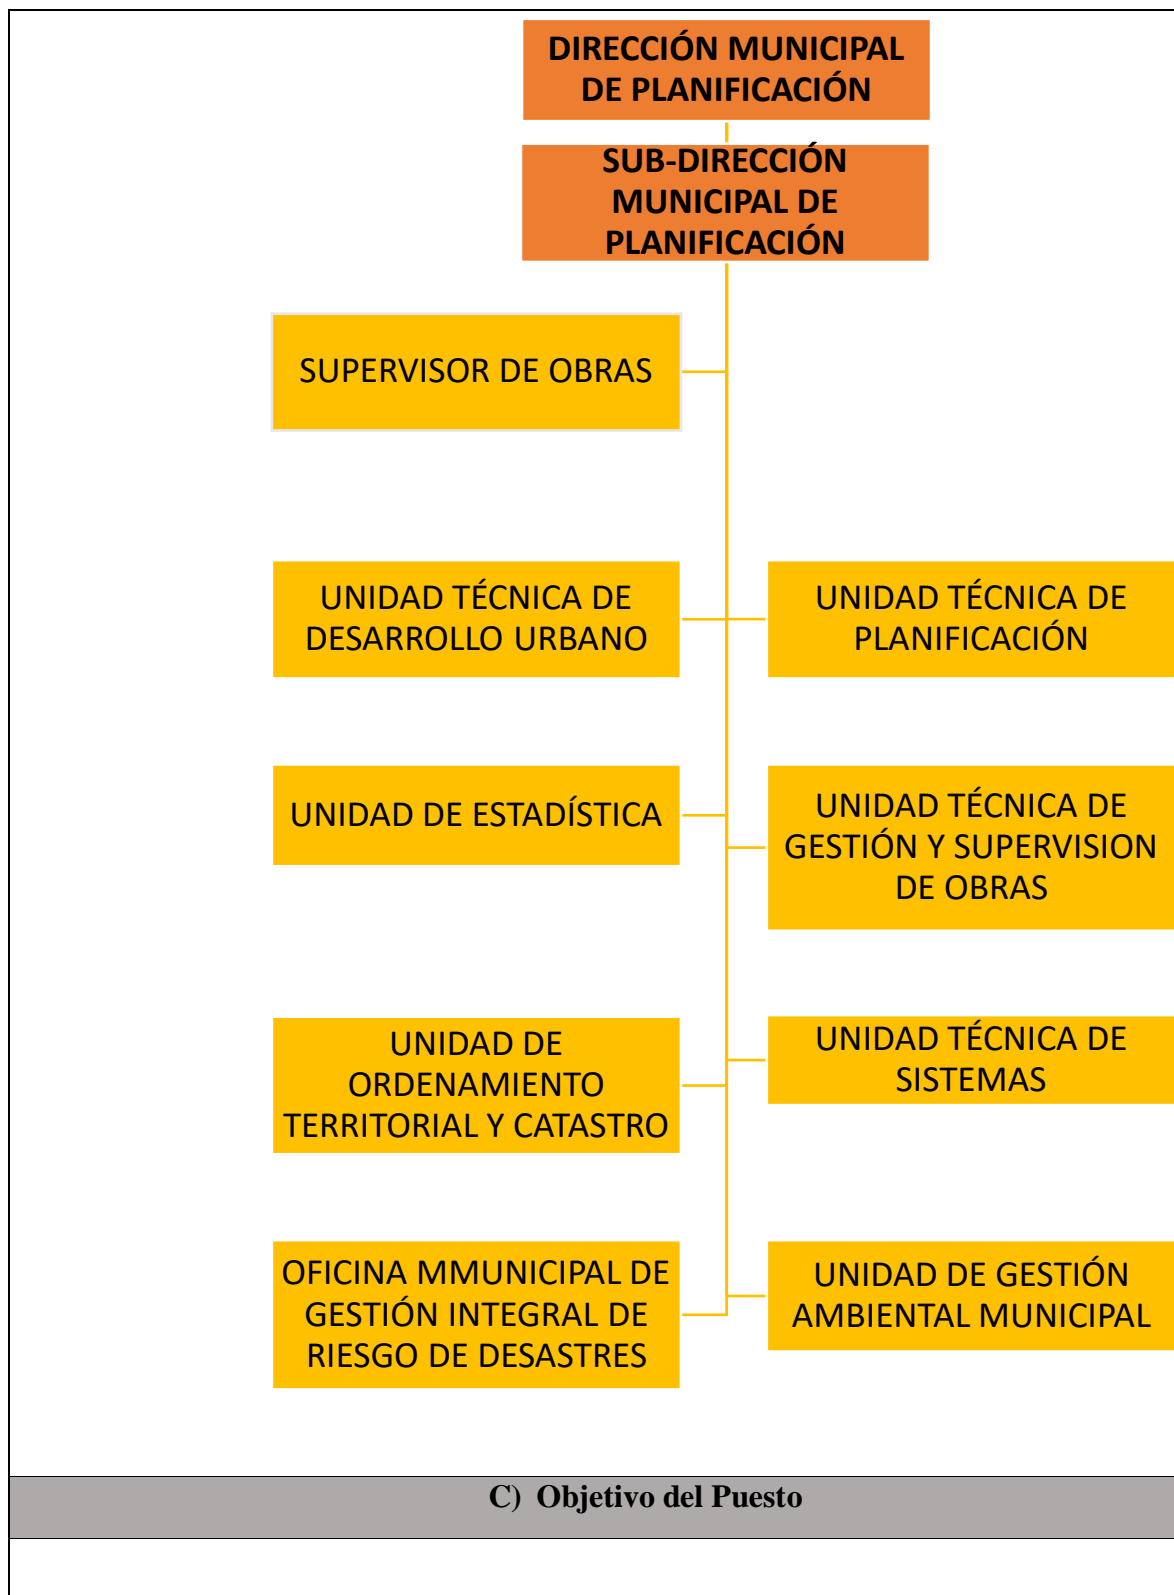 DIRECCIÓN MUNICIPAL
DE PLANIFICACIÓN
SUB-DIRECCIÓN
MUNICIPAL DE
PLANIFICACIÓN
SUPERVISOR DE OBRAS
UNIDAD TÉCNICA DE
DESARROLLO URBANO
UNIDAD TÉCNICA DE
PLANIFICACIÓN
UNIDAD DE ESTADÍSTICA
UNIDAD TÉCNICA DE
GESTIÓN Y SUPERVISION
DE OBRAS
UNIDAD DE
ORDENAMIENTO
TERRITORIAL Y CATASTRO
UNIDAD TÉCNICA DE
SISTEMAS
OFICINA MMUNICIPAL DE
GESTIÓN INTEGRAL DE
RIESGO DE DESASTRES
UNIDAD DE GESTIÓN
AMBIENTAL MUNICIPAL
C) Objetivo del Puesto